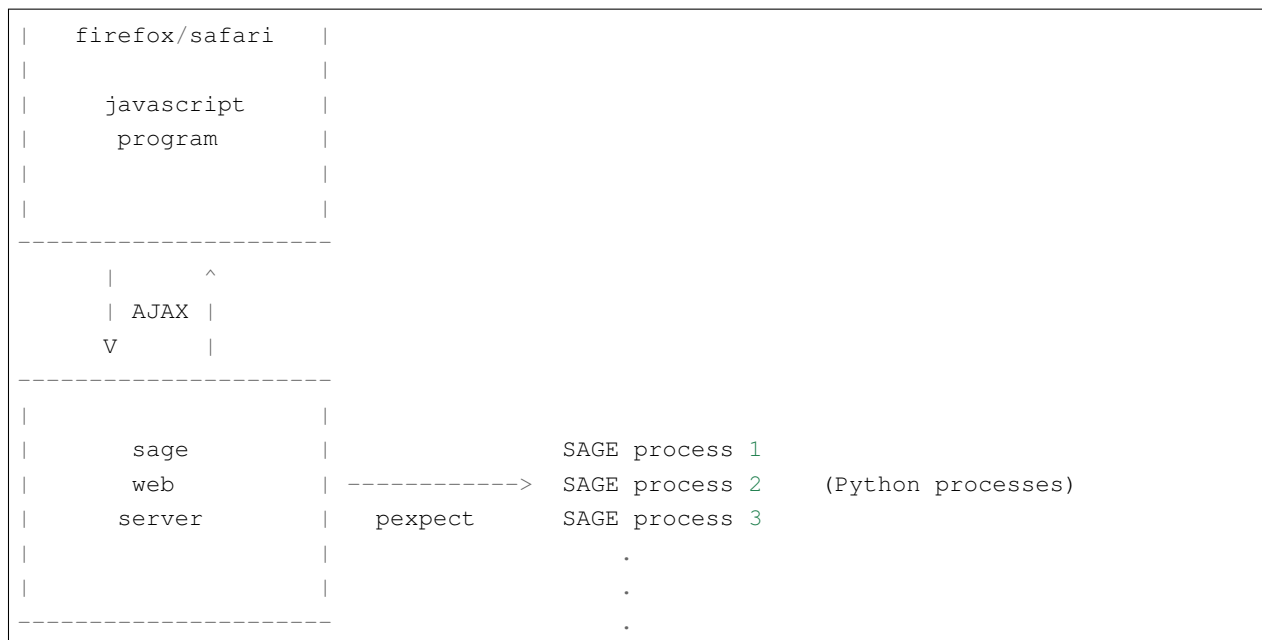 |   firefox/safari   |
|                    |
|     javascript     |
|      program       |
|                    |
|                    |
----------------------
      |      ^
      | AJAX |
      V      |
----------------------
|                    |
|       sage         |                SAGE process 1
|       web          | ------------>  SAGE process 2    (Python processes)
|      server        |   pexpect      SAGE process 3
|                    |                    .
|                    |                    .
----------------------                    .